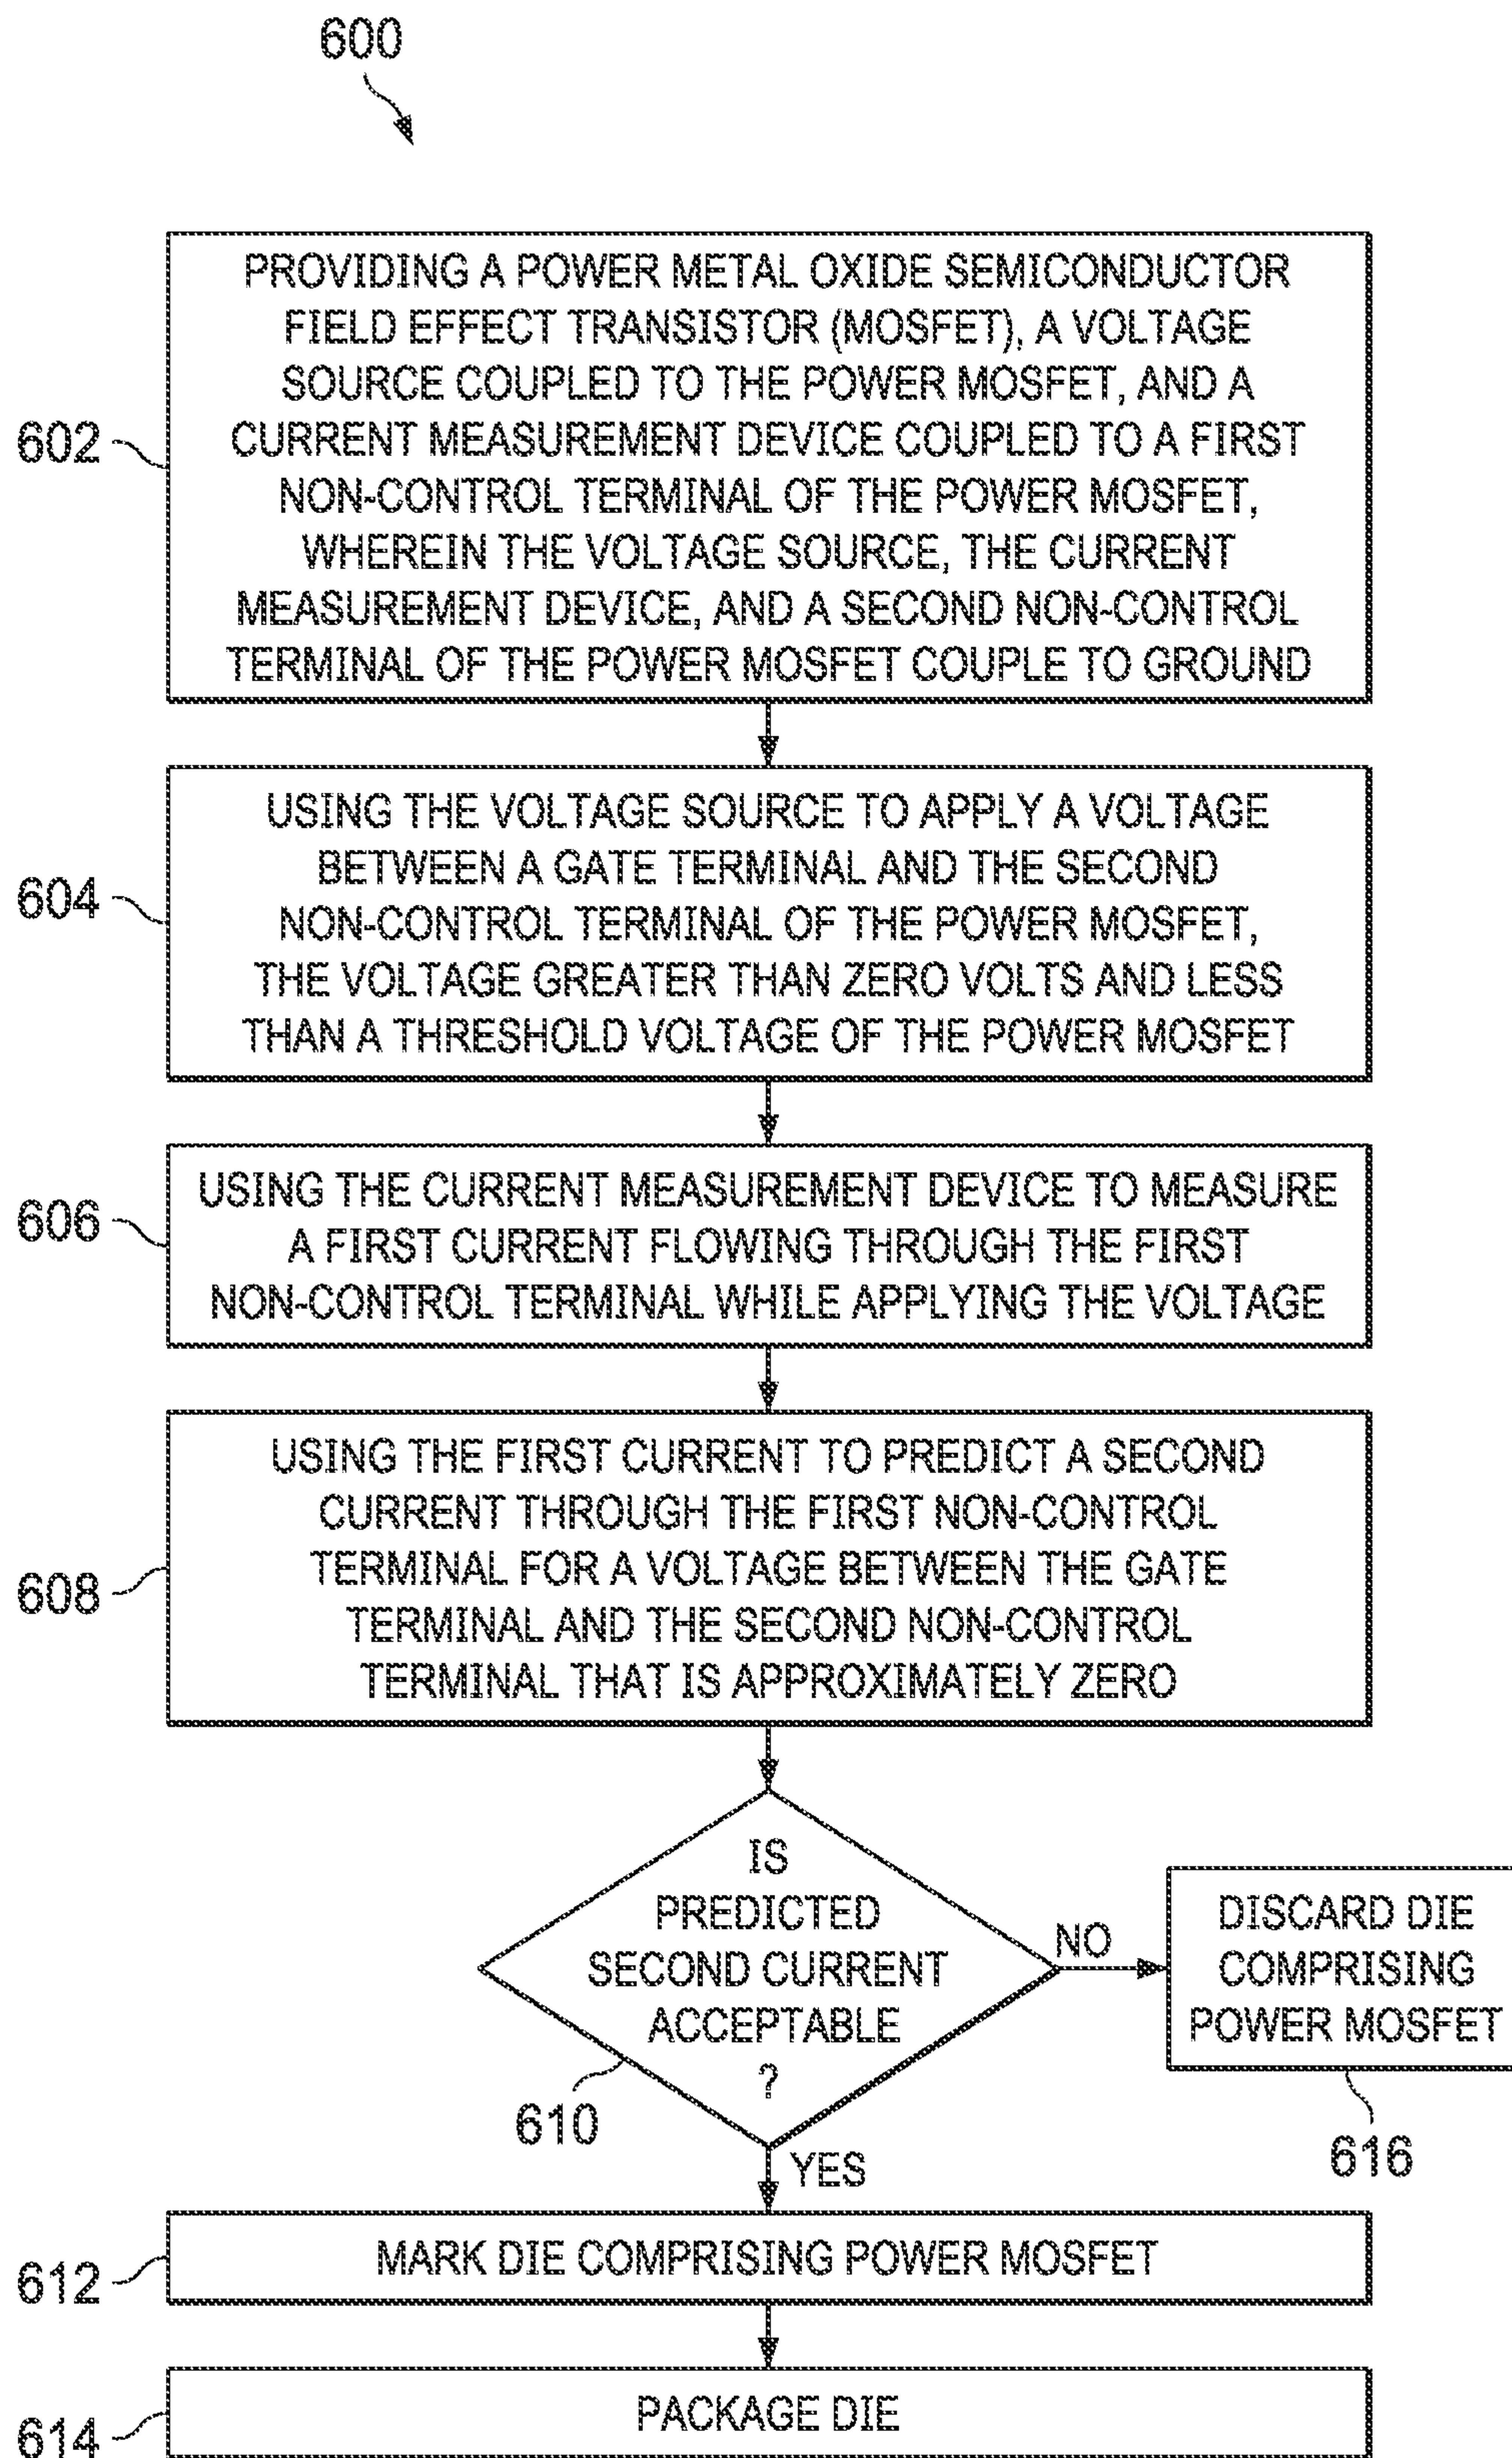 600
PROVIDING A POWER METAL OXIDE SEMICONDUCTOR
FIELD EFFECT TRANSISTOR (MOSFET), A VOLTAGE
SOURCE COUPLED TO THE POWER MOSFET, AND A
CURRENT MEASUREMENT DEVICE COUPLED TO A FIRST
NON-CONTROL TERMINAL OF THE POWER MOSFET,
WHEREIN THE VOLTAGE SOURCE, THE CURRENT
MEASUREMENT DEVICE, AND A SECOND NON-CONTROL
TERMINAL OF THE POWER MOSFET COUPLE TO GROUND
602
USING THE VOLTAGE SOURCE TO APPLY A VOLTAGE
BETWEEN A GATE TERMINAL AND THE SECOND
NON-CONTROL TERMINAL OF THE POWER MOSFET,
THE VOLTAGE GREATER THAN ZERO VOLTS AND LESS
THAN A THRESHOLD VOLTAGE OF THE POWER MOSFET
604
USING THE CURRENT MEASUREMENT DEVICE TO MEASURE
A FIRST CURRENT FLOWING THROUGH THE FIRST
NON-CONTROL TERMINAL WHILE APPLYING THE VOLTAGE
606
USING THE FIRST CURRENT TO PREDICT A SECOND
CURRENT THROUGH THE FIRST NON-CONTROL
TERMINAL FOR A VOLTAGE BETWEEN THE GATE
TERMINAL AND THE SECOND NON-CONTROL
TERMINAL THAT IS APPROXIMATELY ZERO
608
IS
PREDICTED
SECOND CURRENT
ACCEPTABLE
?
610
NO
DISCARD DIE
COMPRISING
POWER MOSFET
616
YES
MARK DIE COMPRISING POWER MOSFET
612
PACKAGE DIE
614